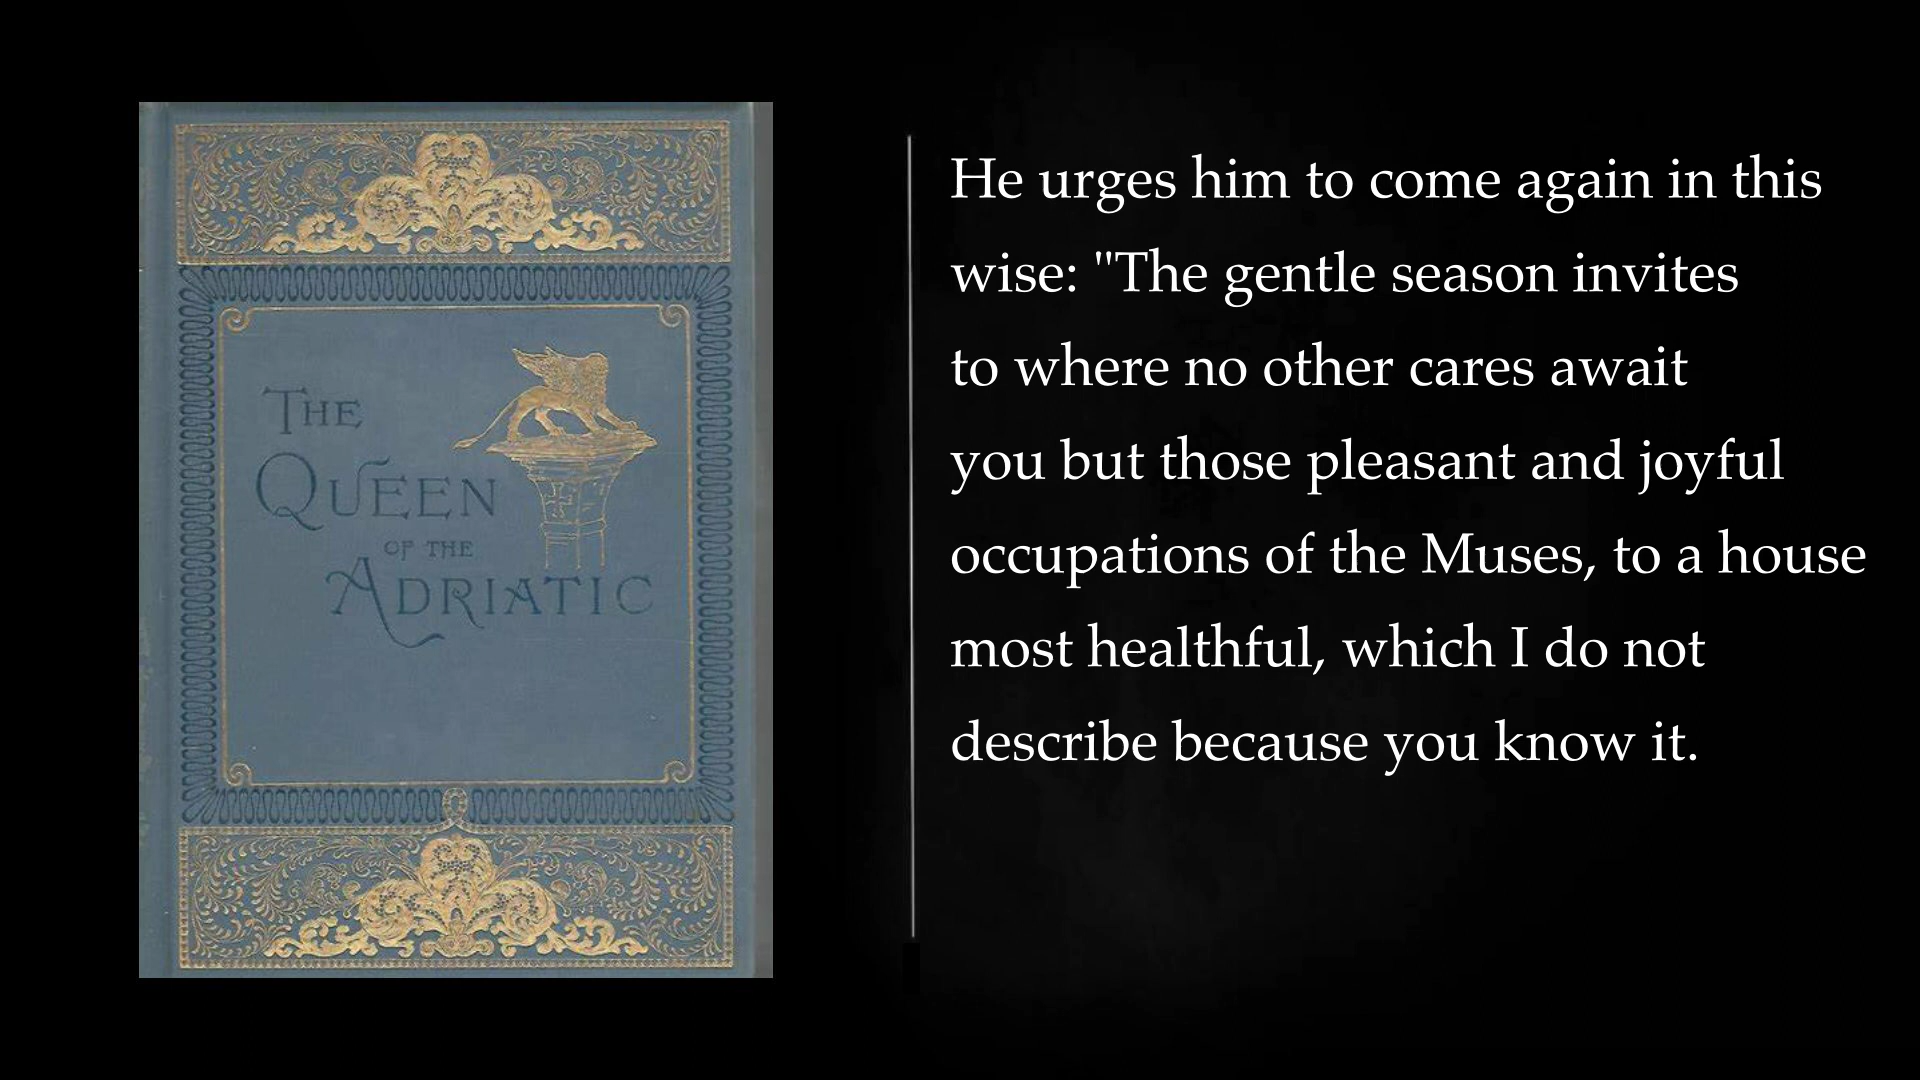 THE
QUEEN
OF THE
ADRIATIC
He urges him to come again in this
wise: "The gentle season invites
to where no other cares await
you but those pleasant and joyful
occupations of the Muses, to a house
most healthful, which I do not
describe because you know it.